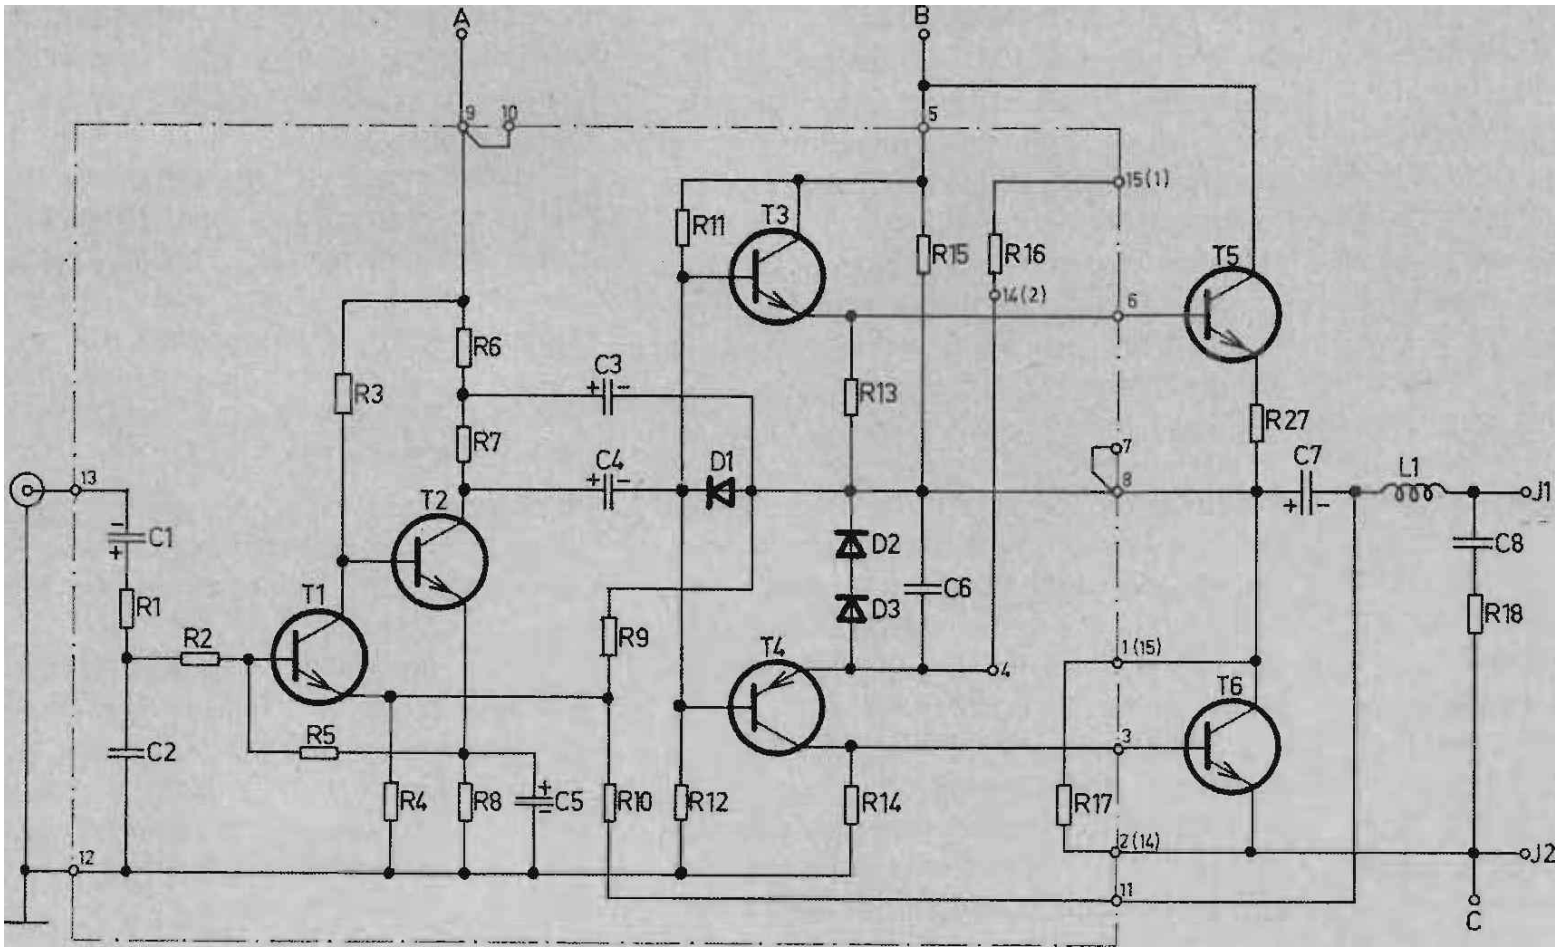 A
B
9
10
5
15(1)
R11
T3
R15
R16
T5
14(2)
6
R6
C3
+
-
R3
R13
R27
R7
7
C4
+
-
D1
8
C7
+
-
L1
J1
13
T2
-
+
C1
D2
C8
R1
T1
D3
C6
R18
R2
R9
T4
1(15)
4
T6
R5
3
C2
R4
R8
+
-
C5
R10
R12
R14
R17
12
2(14)
J2
11
C